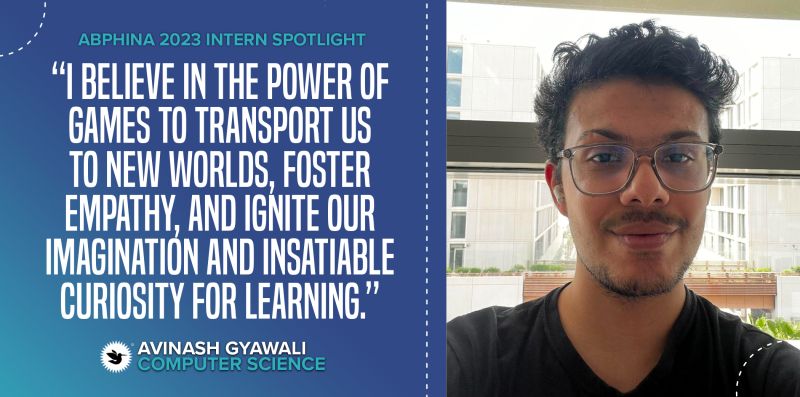 ABPHINA 2023 INTERN SPOTLIGHT
“I BELIEVE IN THE POWER OF
GAMES TO TRANSPORT US
TO NEW WORLDS, FOSTER
EMPATHY, AND IGNITE OUR
IMAGINATION AND INSATIABLE
CURIOSITY FOR LEARNING.”
AVINASH GYAWALI
COMPUTER SCIENCE